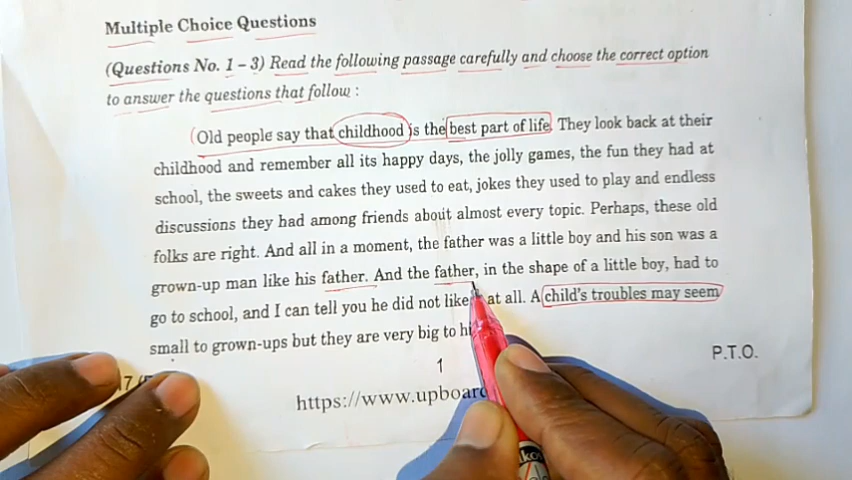 Multiple Choice Questions
(Questions No. 1 – 3) Read the following passage carefully and choose the correct option
to answer the questions that follow :
Old people say that childhood is the best part of life. They look back at their
childhood and remember all its happy days, the jolly games, the fun they had at
school, the sweets and cakes they used to eat, jokes they used to play and endless
discussions they had among friends about almost every topic. Perhaps, these old
folks are right. And all in a moment, the father was a little boy and his son was a
grown-up man like his father. And the father, in the shape of a little boy, had to
go to school, and I can tell you he did not like at all. A child's troubles may seem
small to grown-ups but they are very big to
1
P.T.O.
https://www.upboar